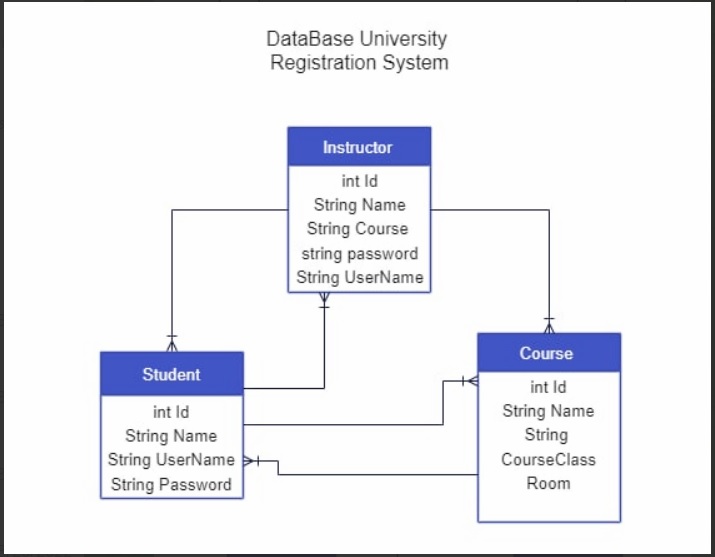 DataBase University
Registration System
Instructor
int Id
String Name
String Course
string password
String UserName
Student
int Id
String Name
String UserName
String Password
Course
int Id
String Name
String
CourseClass
Room